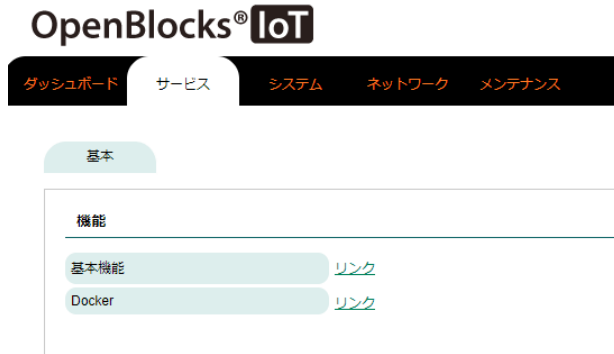 OpenBlocks® IoT
ダッシュボード サービス システム ネットワーク メンテナンス
基本
機能
基本機能 リンク
Docker リンク